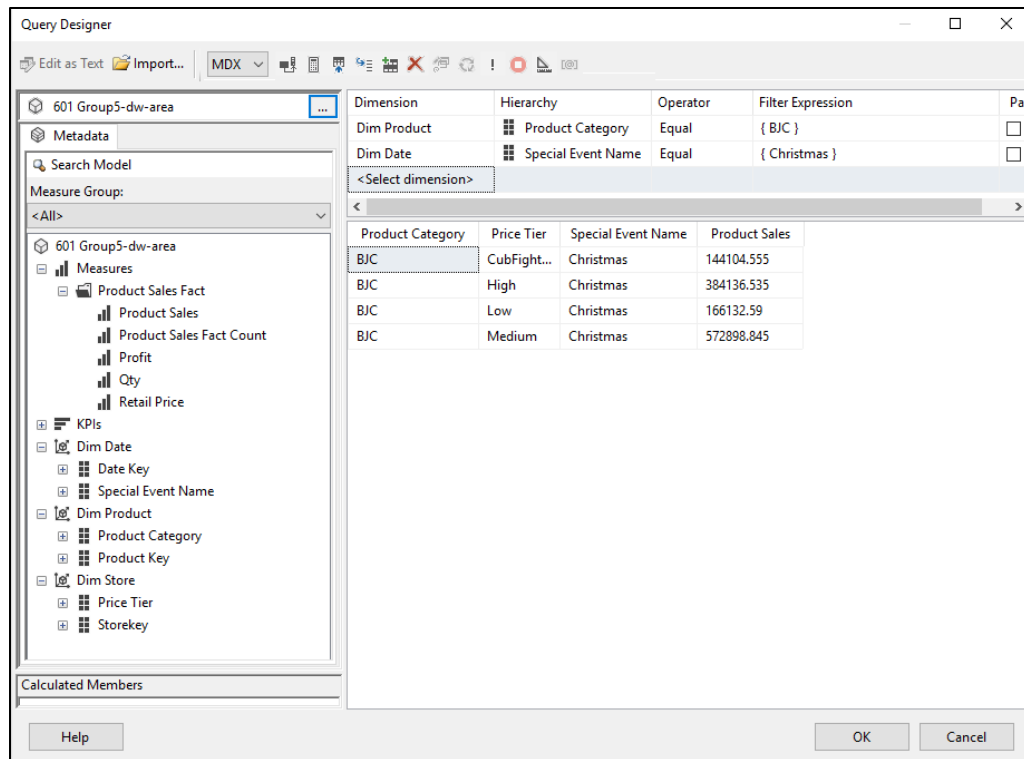 Query Designer
Edit as Text Import... MDX
601 Group5-dw-area ...
Metadata
Search Model
Measure Group:
<All>
601 Group5-dw-area
Measures
Product Sales Fact
Product Sales
Product Sales Fact Count
Profit
Qty
Retail Price
KPIs
Dim Date
Date Key
Special Event Name
Dim Product
Product Category
Product Key
Dim Store
Price Tier
Storekey
Calculated Members
Dimension Hierarchy Operator Filter Expression Pa
Dim Product Product Category Equal { BJC }
Dim Date Special Event Name Equal { Christmas }
<Select dimension>
Product Category Price Tier Special Event Name Product Sales
BJC CubFight... Christmas 144104.555
BJC High Christmas 384136.535
BJC Low Christmas 166132.59
BJC Medium Christmas 572898.845
Help OK Cancel